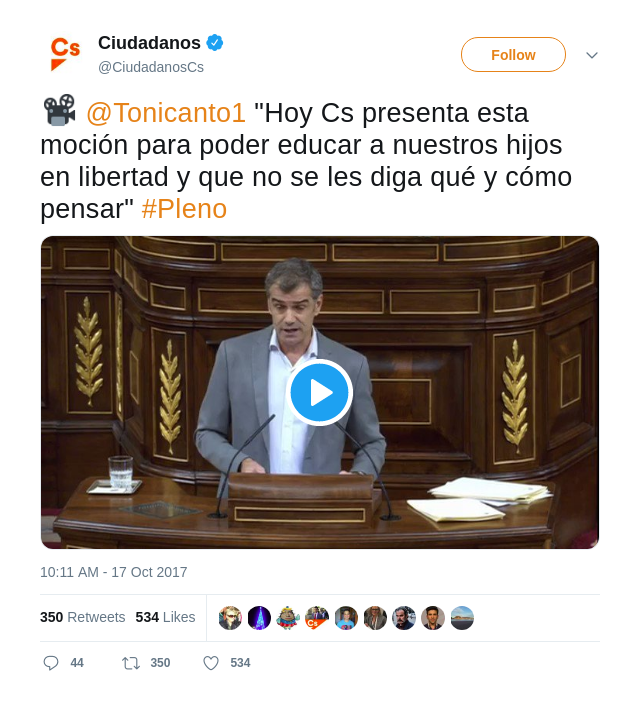 Cs
Ciudadanos
@CiudadanosCs
Follow
@Tonicanto1 "Hoy Cs presenta esta
moción para poder educar a nuestros hijos
en libertad y que no se les diga qué y cómo
pensar" #Pleno
10:11 AM - 17 Oct 2017
350 Retweets 534 Likes
Cs
44 350 534